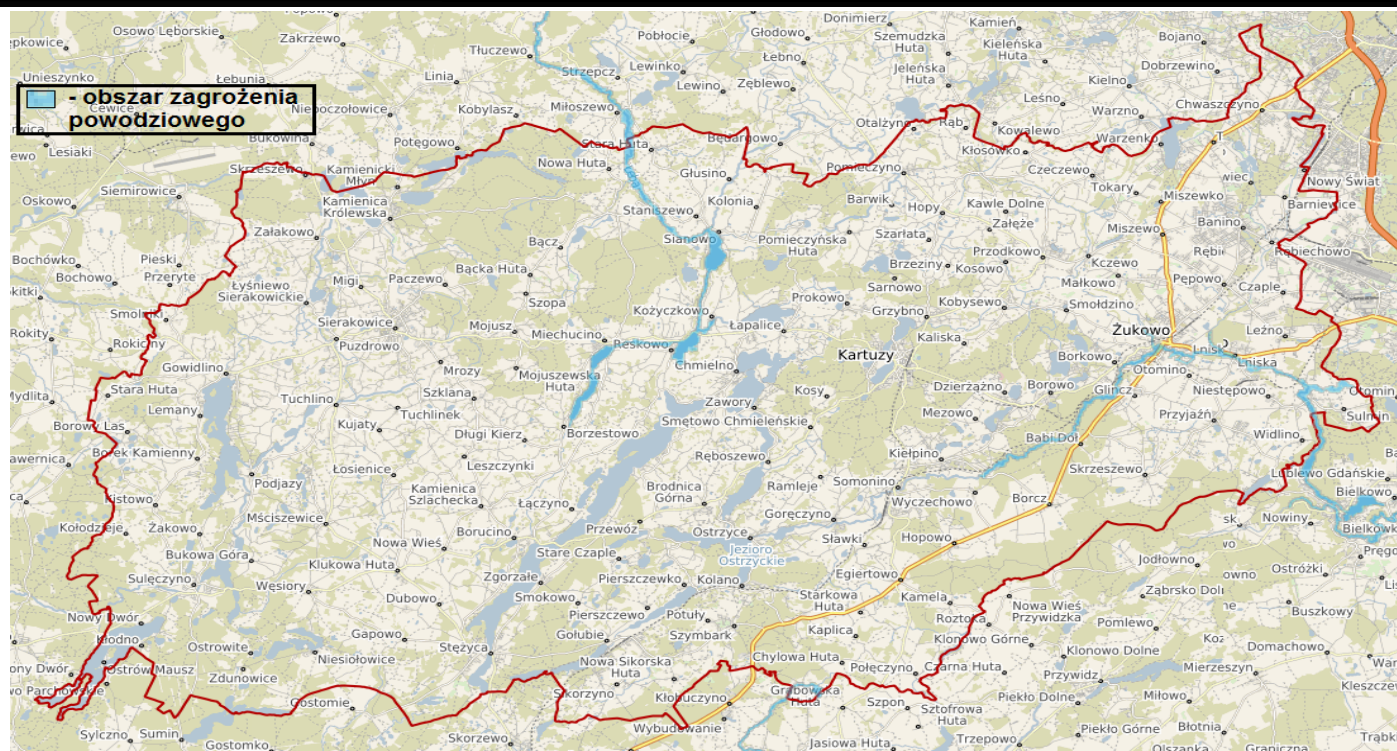 Osowo Lęborskie
Zakrzewo
Tłuczewo
Pobłocie
Głodowo
Donimierz
Kamień
Szemudzka
Huta
Kieleńska
Huta
Bojano
Unieszynko
Łebunia
Linia
Strzepcz
Lewinko
Łebno
Jeleńska
Huta
Dobrzewino
- obszar zagrożenia
powodziowego
Cewice
Niepoczołowice
Kobylasz
Miłoszewo
Lewino
Zęblewo
Kielno
Leśno
Warzno
Chwaszczyno
Lesiaki
Bukowina
Potęgowo
Stara Huta
Będargowo
Otalżyno
Rąb
Kowalewo
Warzenko
Kłosówko
Skrzeszewo
Kamienicki
Młyn
Nowa Huta
Głusino
Pomieczyno
Czeczewo
Siemirowice
Oskowo
Kamienica
Królewska
Staniszewo
Kolonia
Barwik
Hopy
Kawle Dolne
Tokary
Miszewko
Nowy Świat
Barniewice
Załakowo
Bącz
Sianowo
Pomieczyńska
Huta
Szarłata
Załęże
Miszewo
Banino
Bochówko
Pieski
Bochowo
Przeryte
Migi
Paczewo
Bącka Huta
Brzeziny
Przodkowo
Kosowo
Kczewo
Rębiechowo
Łyśniewo
Sierakowickie
Szopa
Prokowo
Sarnowo
Małkowo
Pępowo
Czaple
Smolniki
Sierakowice
Mojusz
Miechucino
Kożyczkowo
Łapalice
Grzybno
Kobysewo
Smołdzino
Rokity
Rokiciny
Puzdrowo
Reskowo
Kaliska
Żukowo
Leźno
Gowidlino
Mrozy
Mojuszewska
Huta
Chmielno
Kartuzy
Borkowo
Otomino
Lniska
Stara Huta
Szklana
Kosy
Dzierżążno
Borowo
Glincz
Niestępowo
Lemany
Tuchlino
Tuchlinek
Zawory
Mezowo
Przyjaźń
Borowy Las
Kujaty
Długi Kierz
Borzestowo
Smętowo Chmieleńskie
Babi Dół
Widlino
Borek Kamienny
Łosienice
Leszczynki
Ręboszewo
Kiełpino
Skrzeszewo
Lublewo Gdańskie
Podjazy
Kamienica
Szlachecka
Łączyno
Brodnica
Górna
Ramleje
Somonino
Wyczechowo
Borcz
Bielkowo
Kistowo
Mściszewice
Goręczyno
Kołodzieje
Żakowo
Borucino
Przewóz
Ostrzyce
Nowiny
Bielkówko
Nowa Wieś
Bukowa Góra
Stare Czaple
Jezioro
Ostrzyckie
Sławki
Hopowo
Jodłowno
Klukowa Huta
Sulęczyno
Węsiory
Zgorzałe
Pierszczewko
Kolano
Egiertowo
Ostróżki
Dubowo
Smokowo
Starkowa
Huta
Kamela
Nowa Wieś
Przywidzka
Buszkowy
Nowy Dwór
Pierszczewo
Potuły
Roztoka
Pomlewo
Kłodno
Gapowo
Gołubie
Szymbark
Kaplica
Klonowo Górne
Ostrowite
Niesiołowice
Stężyca
Klonowo Dolne
Domachowo
Ostrów Mausz
Zdunowice
Nowa Sikorska
Huta
Chylowa Huta
Połęczyno
Czarna Huta
Mierzeszyn
Przywidz
Gostomie
Sikorzyno
Kłobuczyno
Grabowska
Huta
Szpon
Piekło Dolne
Miłowo
Sztofrowa
Huta
Sylczno
Sumin
Gostomko
Skorzewo
Wybudowanie
Jasiowa Huta
Trzepowo
Piekło Górne
Błotnia
Olszanka
Graniczna